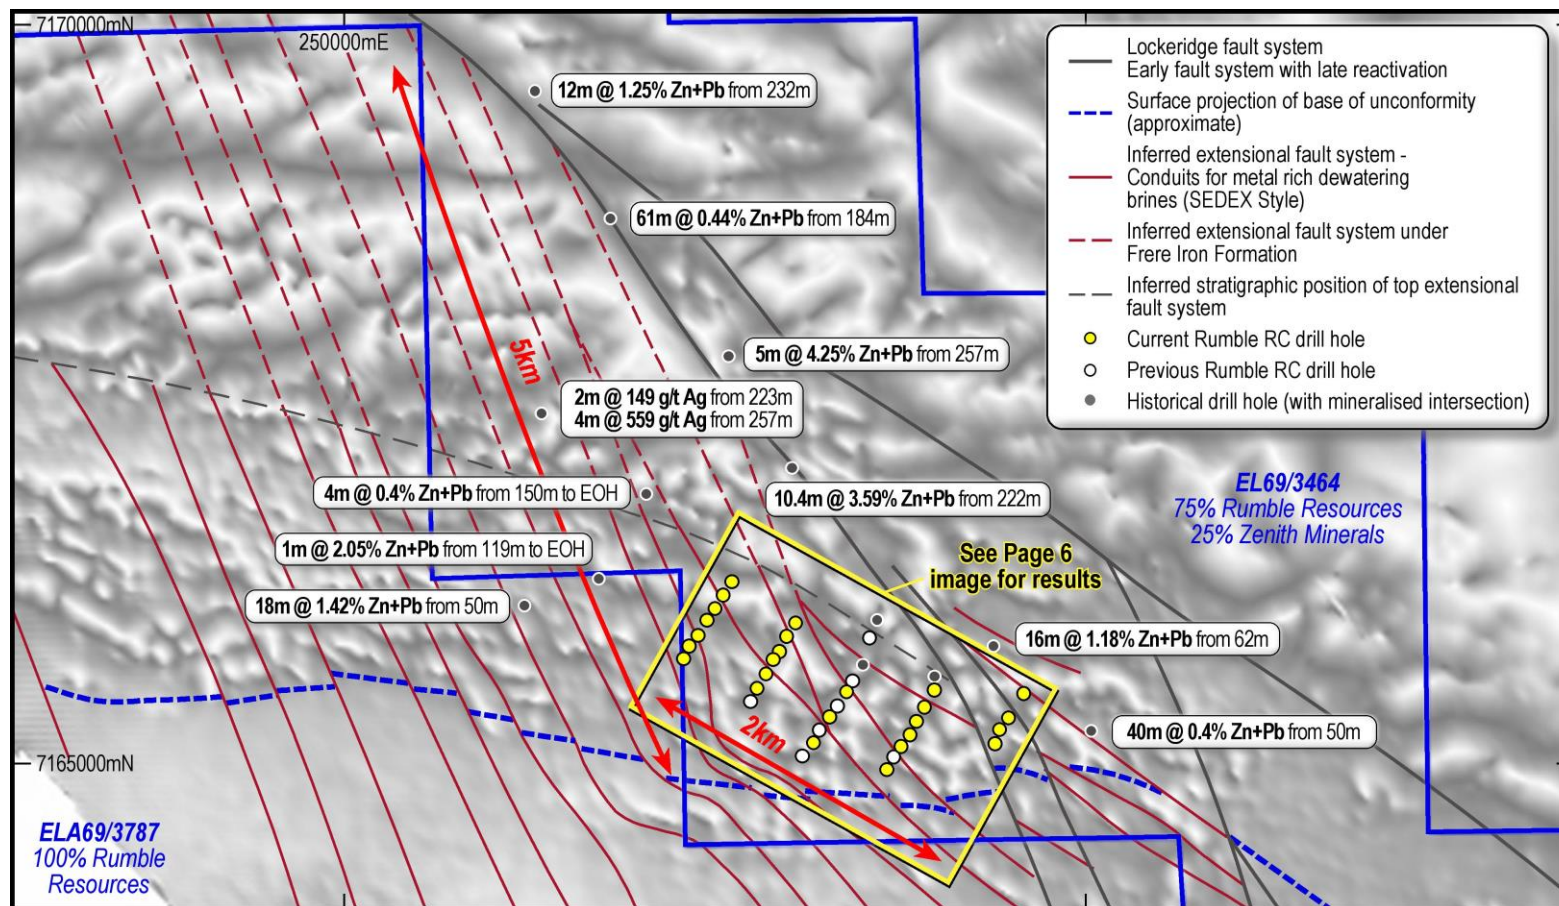 7170000mN
250000mE
12m @ 1.25% Zn+Pb from 232m
61m @ 0.44% Zn+Pb from 184m
5km
5m @ 4.25% Zn+Pb from 257m
2m @ 149 g/t Ag from 223m
4m @ 559 g/t Ag from 257m
4m @ 0.4% Zn+Pb from 150m to EOH
10.4m @ 3.59% Zn+Pb from 222m
1m @ 2.05% Zn+Pb from 119m to EOH
18m @ 1.42% Zn+Pb from 50m
See Page 6
image for results
16m @ 1.18% Zn+Pb from 62m
2km
40m @ 0.4% Zn+Pb from 50m
7165000mN
ELA69/3787
100% Rumble
Resources
EL69/3464
75% Rumble Resources
25% Zenith Minerals
Lockeridge fault system
Early fault system with late reactivation
Surface projection of base of unconformity
(approximate)
Inferred extensional fault system -
Conduits for metal rich dewatering
brines (SEDEX Style)
Inferred extensional fault system under
Frere Iron Formation
Inferred stratigraphic position of top extensional
fault system
Current Rumble RC drill hole
Previous Rumble RC drill hole
Historical drill hole (with mineralised intersection)